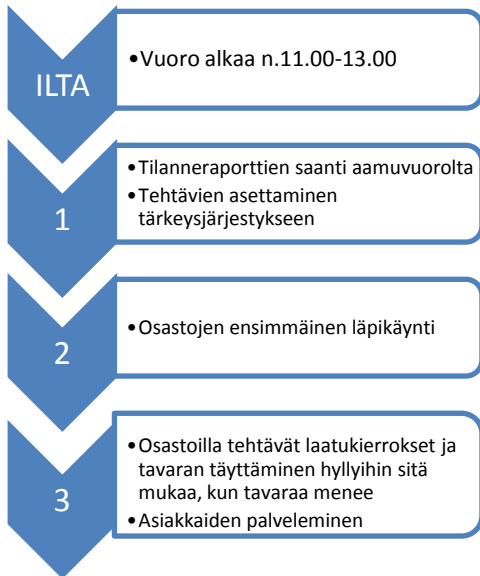 ILTA
•Vuoro alkaa n.11.00-13.00
1
•Tilanneraporttien saanti aamuvuorolta
•Tehtävien asettaminen
tärkeysjärjestykseen
2
•Osastojen ensimmäinen läpikäynti
3
•Osastoilla tehtävät laatukierrokset ja
tavaran täyttäminen hyllyihin sitä
mukaa, kun tavaraa menee
•Asiakkaiden palveleminen